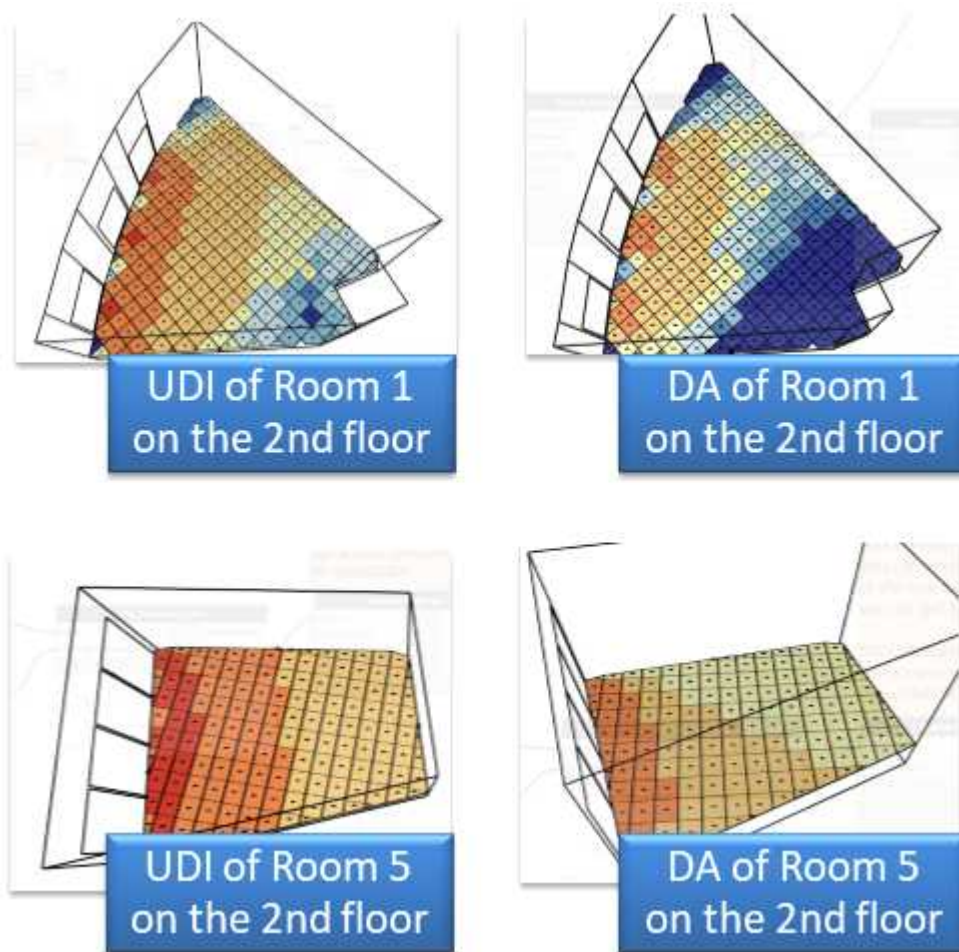 UDI of Room 1
on the 2nd floor
DA of Room 1
on the 2nd floor
UDI of Room 5
on the 2nd floor
DA of Room 5
on the 2nd floor